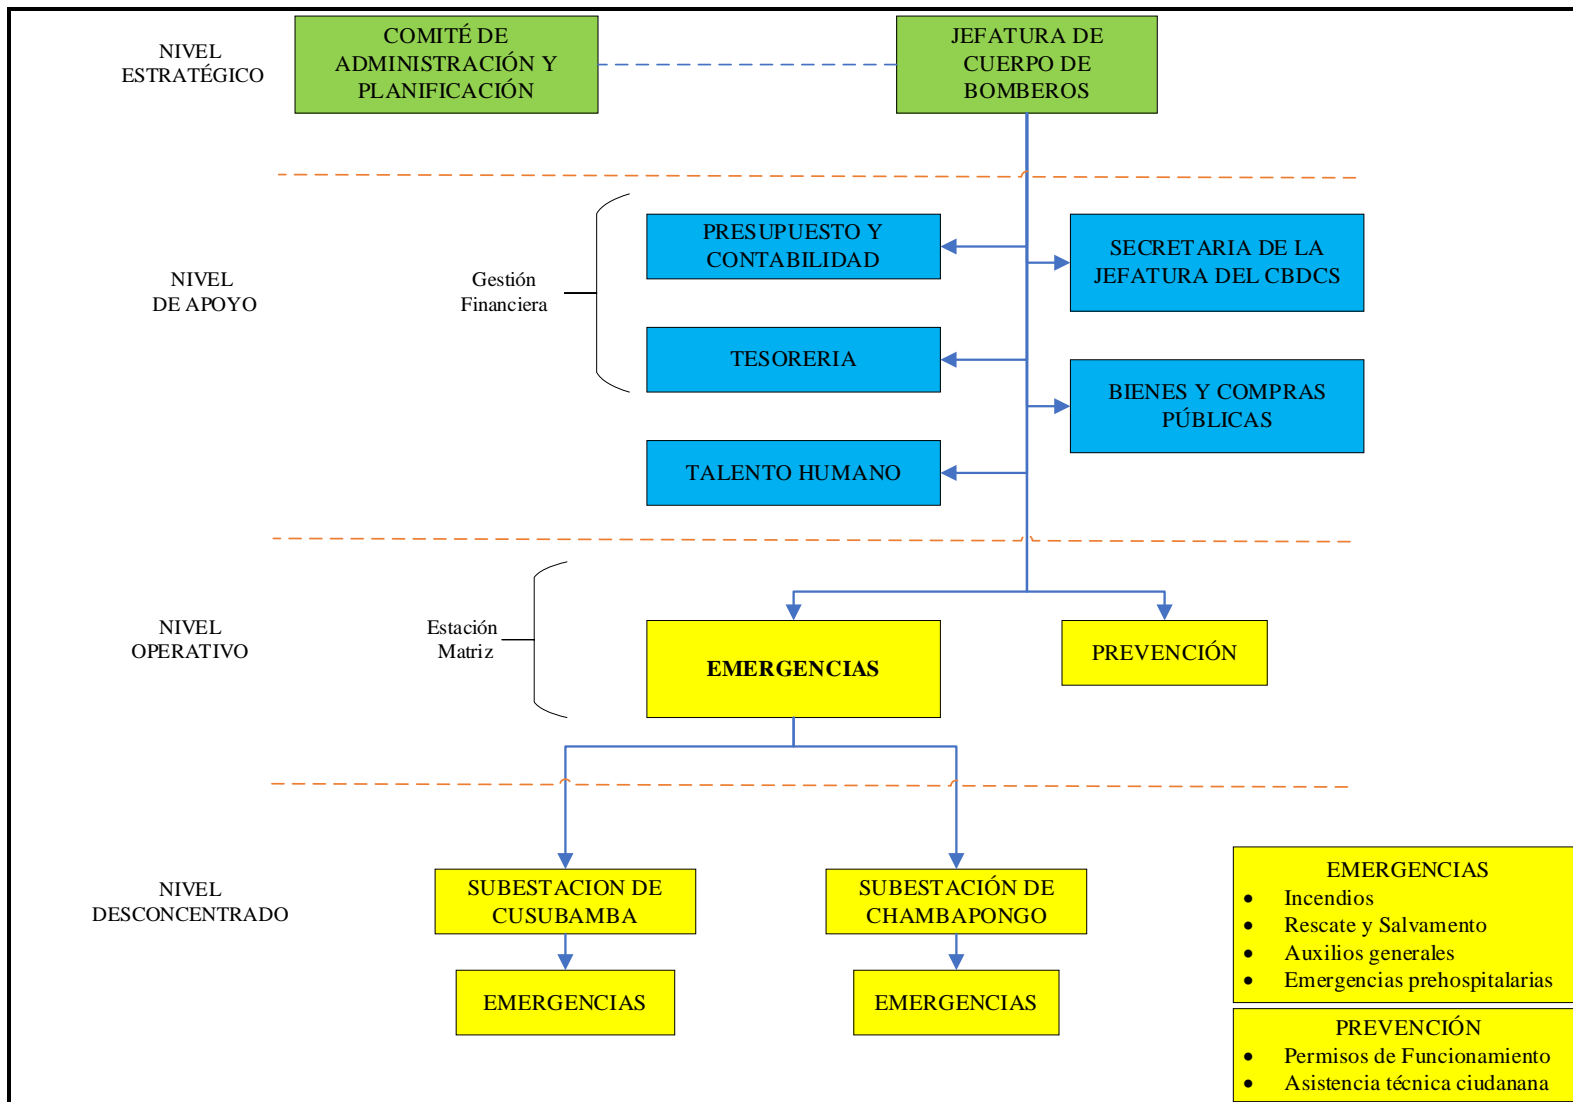 NIVEL
ESTRATÉGICO
COMITÉ DE
ADMINISTRACIÓN Y
PLANIFICACIÓN
JEFATURA DE
CUERPO DE
BOMBEROS
NIVEL
DE APOYO
Gestión
Financiera
PRESUPUESTO Y
CONTABILIDAD
SECRETARIA DE LA
JEFATURA DEL CBDCS
TESORERIA
BIENES Y COMPRAS
PÚBLICAS
TALENTO HUMANO
NIVEL
OPERATIVO
Estación
Matriz
EMERGENCIAS
PREVENCIÓN
NIVEL
DESCONCENTRADO
SUBESTACION DE
CUSUBAMBA
SUBESTACIÓN DE
CHAMBAPONGO
EMERGENCIAS
EMERGENCIAS
EMERGENCIAS
• Incendios
• Rescate y Salvamento
• Auxilios generales
• Emergencias prehospitalarias
PREVENCIÓN
• Permisos de Funcionamiento
• Asistencia técnica ciudanana